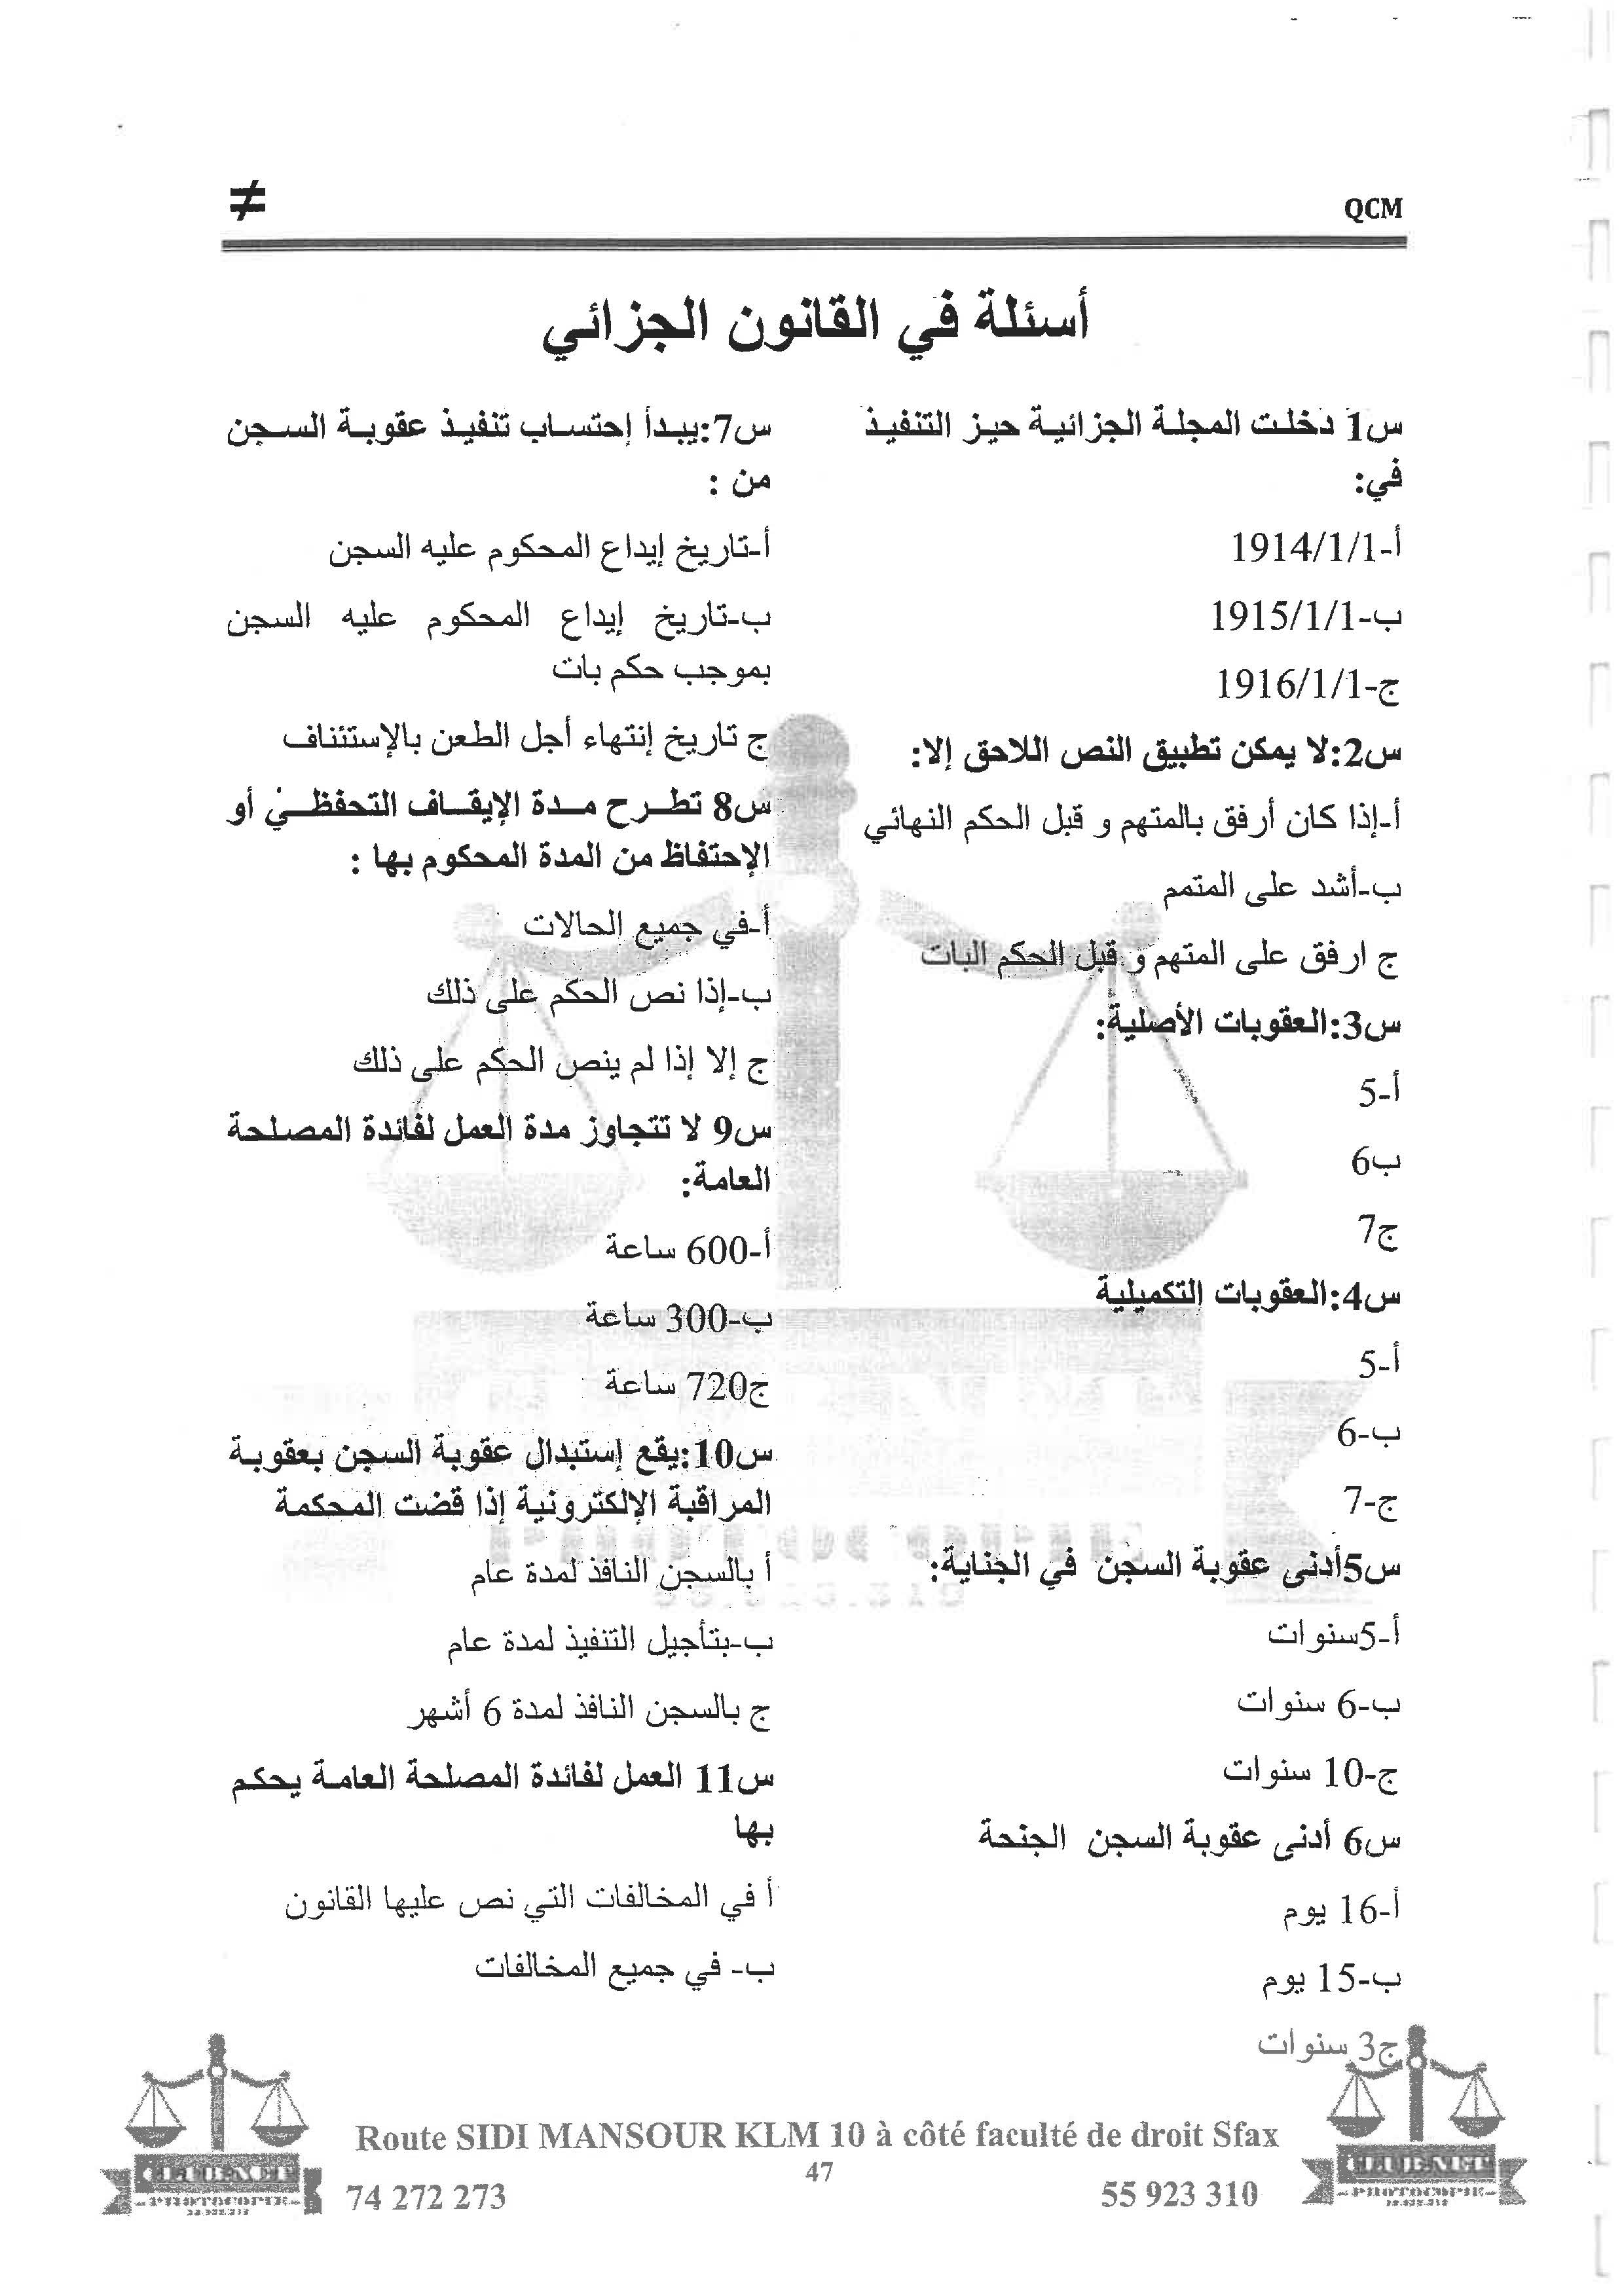 QCM
≠
أسئلة في القانون الجزائي
س1 دخلت المجلة الجزائية حيز التنفيذ
في:
أ-1914/1/1
ب-1915/1/1
ج-1916/1/1
س2:لا يمكن تطبيق النص اللاحق إلا:
أ-إذا كان أرفق بالمتهم و قبل الحكم النهائي
ب-أشد على المتمم
ج ارفق على المتهم و قبل الحكم البات
س3:العقوبات الأصلية:
أ-5
ب6
ج7
س4:العقوبات التكميلية
أ-5
ب-6
ج-7
س5أدنى عقوبة السجن في الجناية:
أ-5سنوات
ب-6 سنوات
ج-10 سنوات
س6 أدنى عقوبة السجن الجنحة
أ-16 يوم
ب-15 يوم
ج3 سنوات
س7:يبدأ إحتساب تنفيذ عقوبة السجن
من :
أ-تاريخ إيداع المحكوم عليه السجن
ب-تاريخ إيداع المحكوم عليه السجن
بموجب حكم بات
ج تاريخ إنتهاء أجل الطعن بالإستئناف
س8 تطرح مدة الإيقاف التحفظي أو
الإحتفاظ من المدة المحكوم بها :
أ-في جميع الحالات
ب-إذا نص الحكم على ذلك
ج إلا إذا لم ينص الحكم على ذلك
س9 لا تتجاوز مدة العمل لفائدة المصلحة
العامة:
أ-600 ساعة
ب-300 ساعة
ج720 ساعة
س10:يقع إستبدال عقوبة السجن بعقوبة
المراقبة الإلكترونية إذا قضت المحكمة
أ بالسجن النافذ لمدة عام
ب-بتأجيل التنفيذ لمدة عام
ج بالسجن النافذ لمدة 6 أشهر
س11 العمل لفائدة المصلحة العامة يحكم
بها
أ في المخالفات التي نص عليها القانون
ب- في جميع المخالفات
Route SIDI MANSOUR KLM 10 à côté faculté de droit Sfax
47
74 272 273
55 923 310
CLUB NET
-PHOTOCOPIE-
CLUB NET
-PHOTOCOPIE-